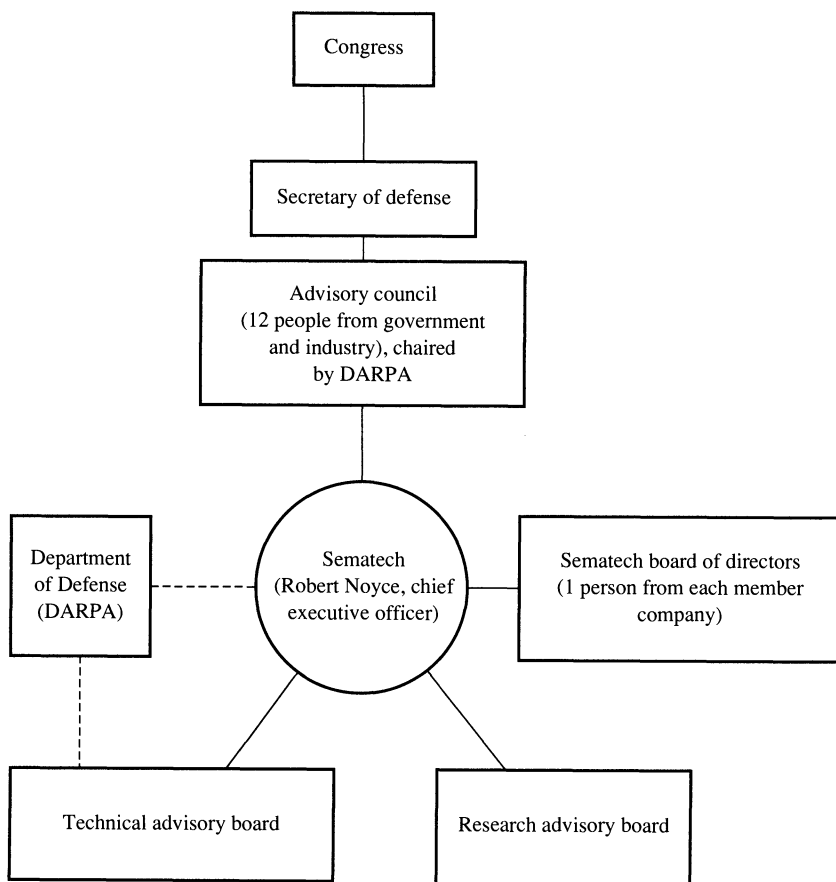 Congress
Secretary of defense
Advisory council
(12 people from government
and industry), chaired
by DARPA
Department
of Defense
(DARPA)
Sematech
(Robert Noyce, chief
executive officer)
Sematech board of directors
(1 person from each member
company)
Technical advisory board
Research advisory board